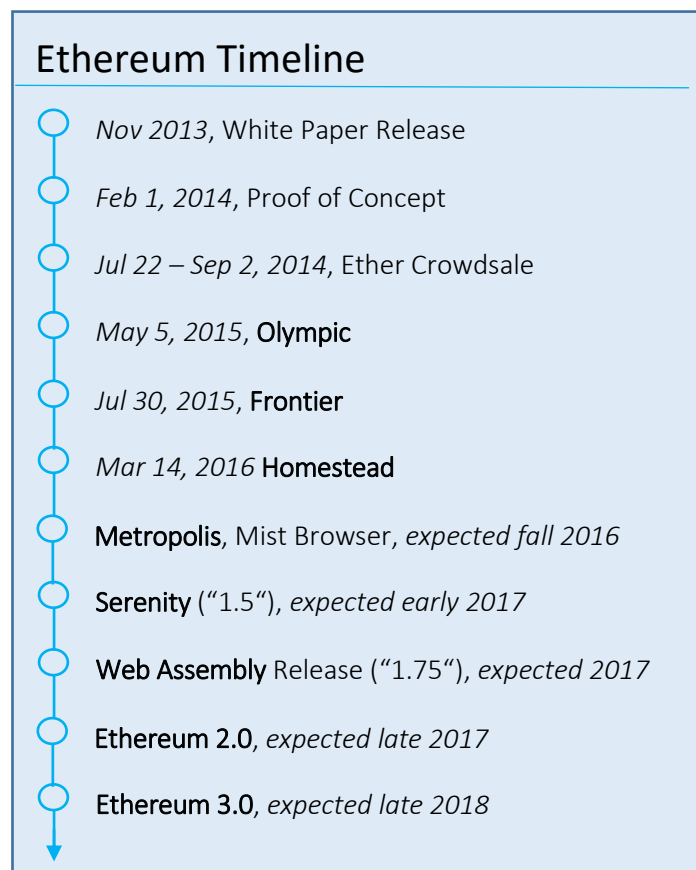 Ethereum Timeline
Nov 2013, White Paper Release
Feb 1, 2014, Proof of Concept
Jul 22 – Sep 2, 2014, Ether Crowdsale
May 5, 2015, Olympic
Jul 30, 2015, Frontier
Mar 14, 2016 Homestead
Metropolis, Mist Browser, expected fall 2016
Serenity (“1.5“), expected early 2017
Web Assembly Release (“1.75“), expected 2017
Ethereum 2.0, expected late 2017
Ethereum 3.0, expected late 2018